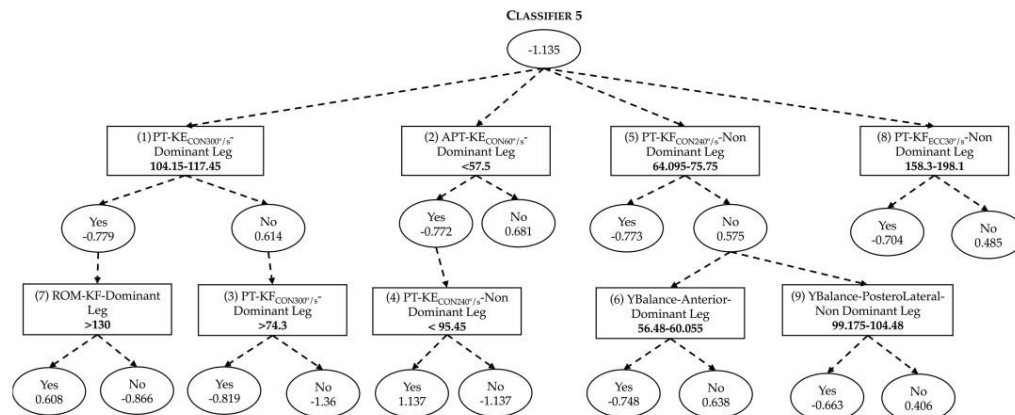 CLASSIFIER 5
-1.135
(1) PT-KECON300°/s-
Dominant Leg
104.15-117.45
(2) APT-KECON60°/s-
Dominant Leg
<57.5
(5) PT-KFCON240°/s-Non
Dominant Leg
64.095-75.75
(8) PT-KFECC30°/s-Non
Dominant Leg
158.3-198.1
Yes
-0.779
No
0.614
Yes
-0.772
No
0.681
Yes
-0.773
No
0.575
Yes
-0.704
No
0.485
(7) ROM-KF-Dominant
Leg
>130
(3) PT-KFCON300°/s-
Dominant Leg
>74.3
(4) PT-KECON240°/s-Non
Dominant Leg
< 95.45
(6) YBalance-Anterior-
Dominant Leg
56.48-60.055
(9) YBalance-PosteroLateral-
Non Dominant Leg
99.175-104.48
Yes
0.608
No
-0.866
Yes
-0.819
No
-1.36
Yes
1.137
No
-1.137
Yes
-0.748
No
0.638
Yes
-0.663
No
0.406